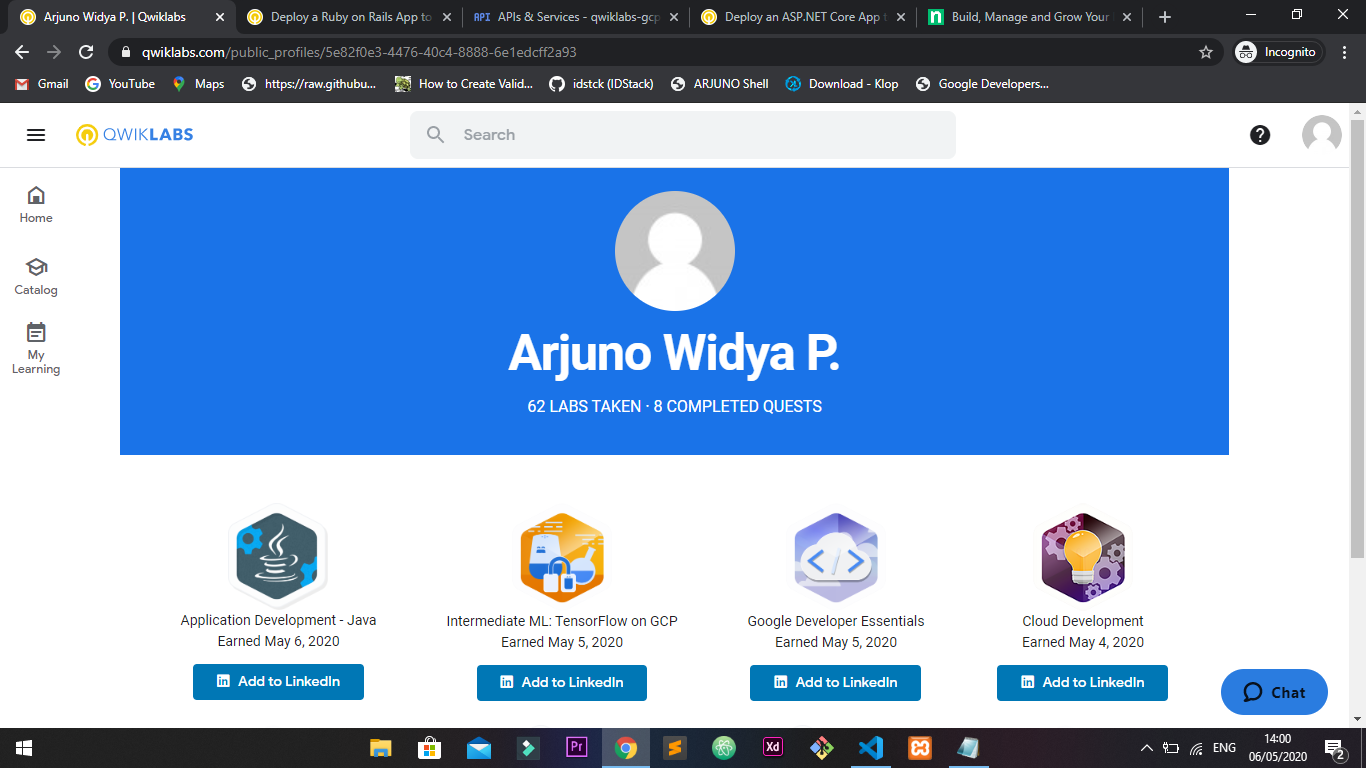 Arjuno Widya P. | Qwiklabs
Deploy a Ruby on Rails App to
API APIs & Services - qwiklabs-gcp
Deploy an ASP.NET Core App t
Build, Manage and Grow Your
qwiklabs.com/public_profiles/5e82f0e3-4476-40c4-8888-6e1edcff2a93
Incognito
Gmail
YouTube
Maps
https://raw.githubu...
How to Create Valid...
idstck (IDStack)
ARJUNO Shell
Download - Klop
Google Developers...
QWIKLABS
Search
Home
Catalog
My
Learning
Arjuno Widya P.
62 LABS TAKEN · 8 COMPLETED QUESTS
Application Development - Java
Earned May 6, 2020
Add to LinkedIn
Intermediate ML: TensorFlow on GCP
Earned May 5, 2020
Add to LinkedIn
Google Developer Essentials
Earned May 5, 2020
Add to LinkedIn
Cloud Development
Earned May 4, 2020
Add to LinkedIn
Chat
Pr
Xd
ENG
14:00
06/05/2020
2